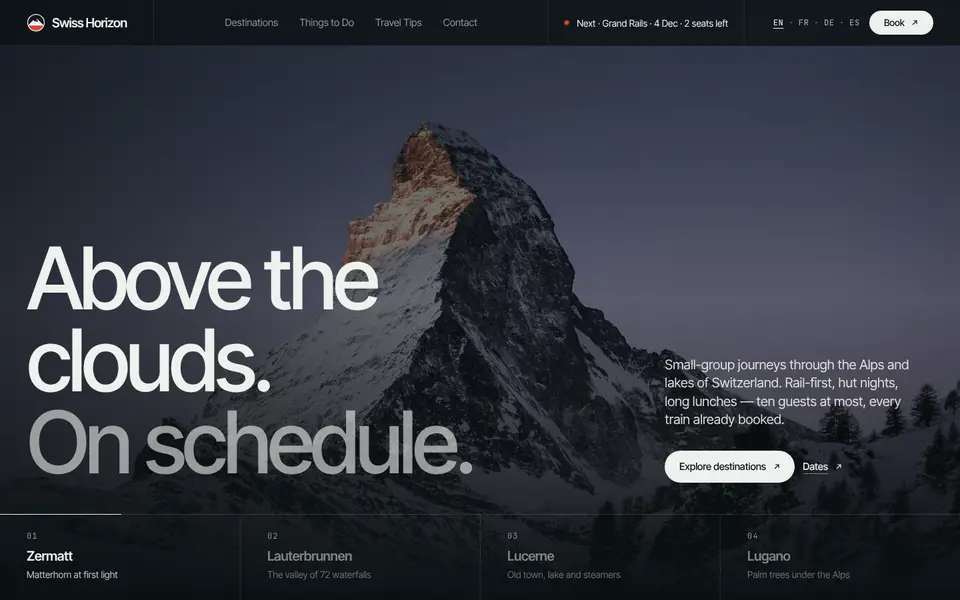 Swiss Horizon
Destinations
Things to Do
Travel Tips
Contact
Next · Grand Rails · 4 Dec · 2 seats left
EN · FR · DE · ES
Book ↗
Above the
clouds.
On schedule.
Small-group journeys through the Alps and
lakes of Switzerland. Rail-first, hut nights,
long lunches — ten guests at most, every
train already booked.
Explore destinations ↗
Dates ↗
01
Zermatt
Matterhorn at first light
02
Lauterbrunnen
The valley of 72 waterfalls
03
Lucerne
Old town, lake and steamers
04
Lugano
Palm trees under the Alps